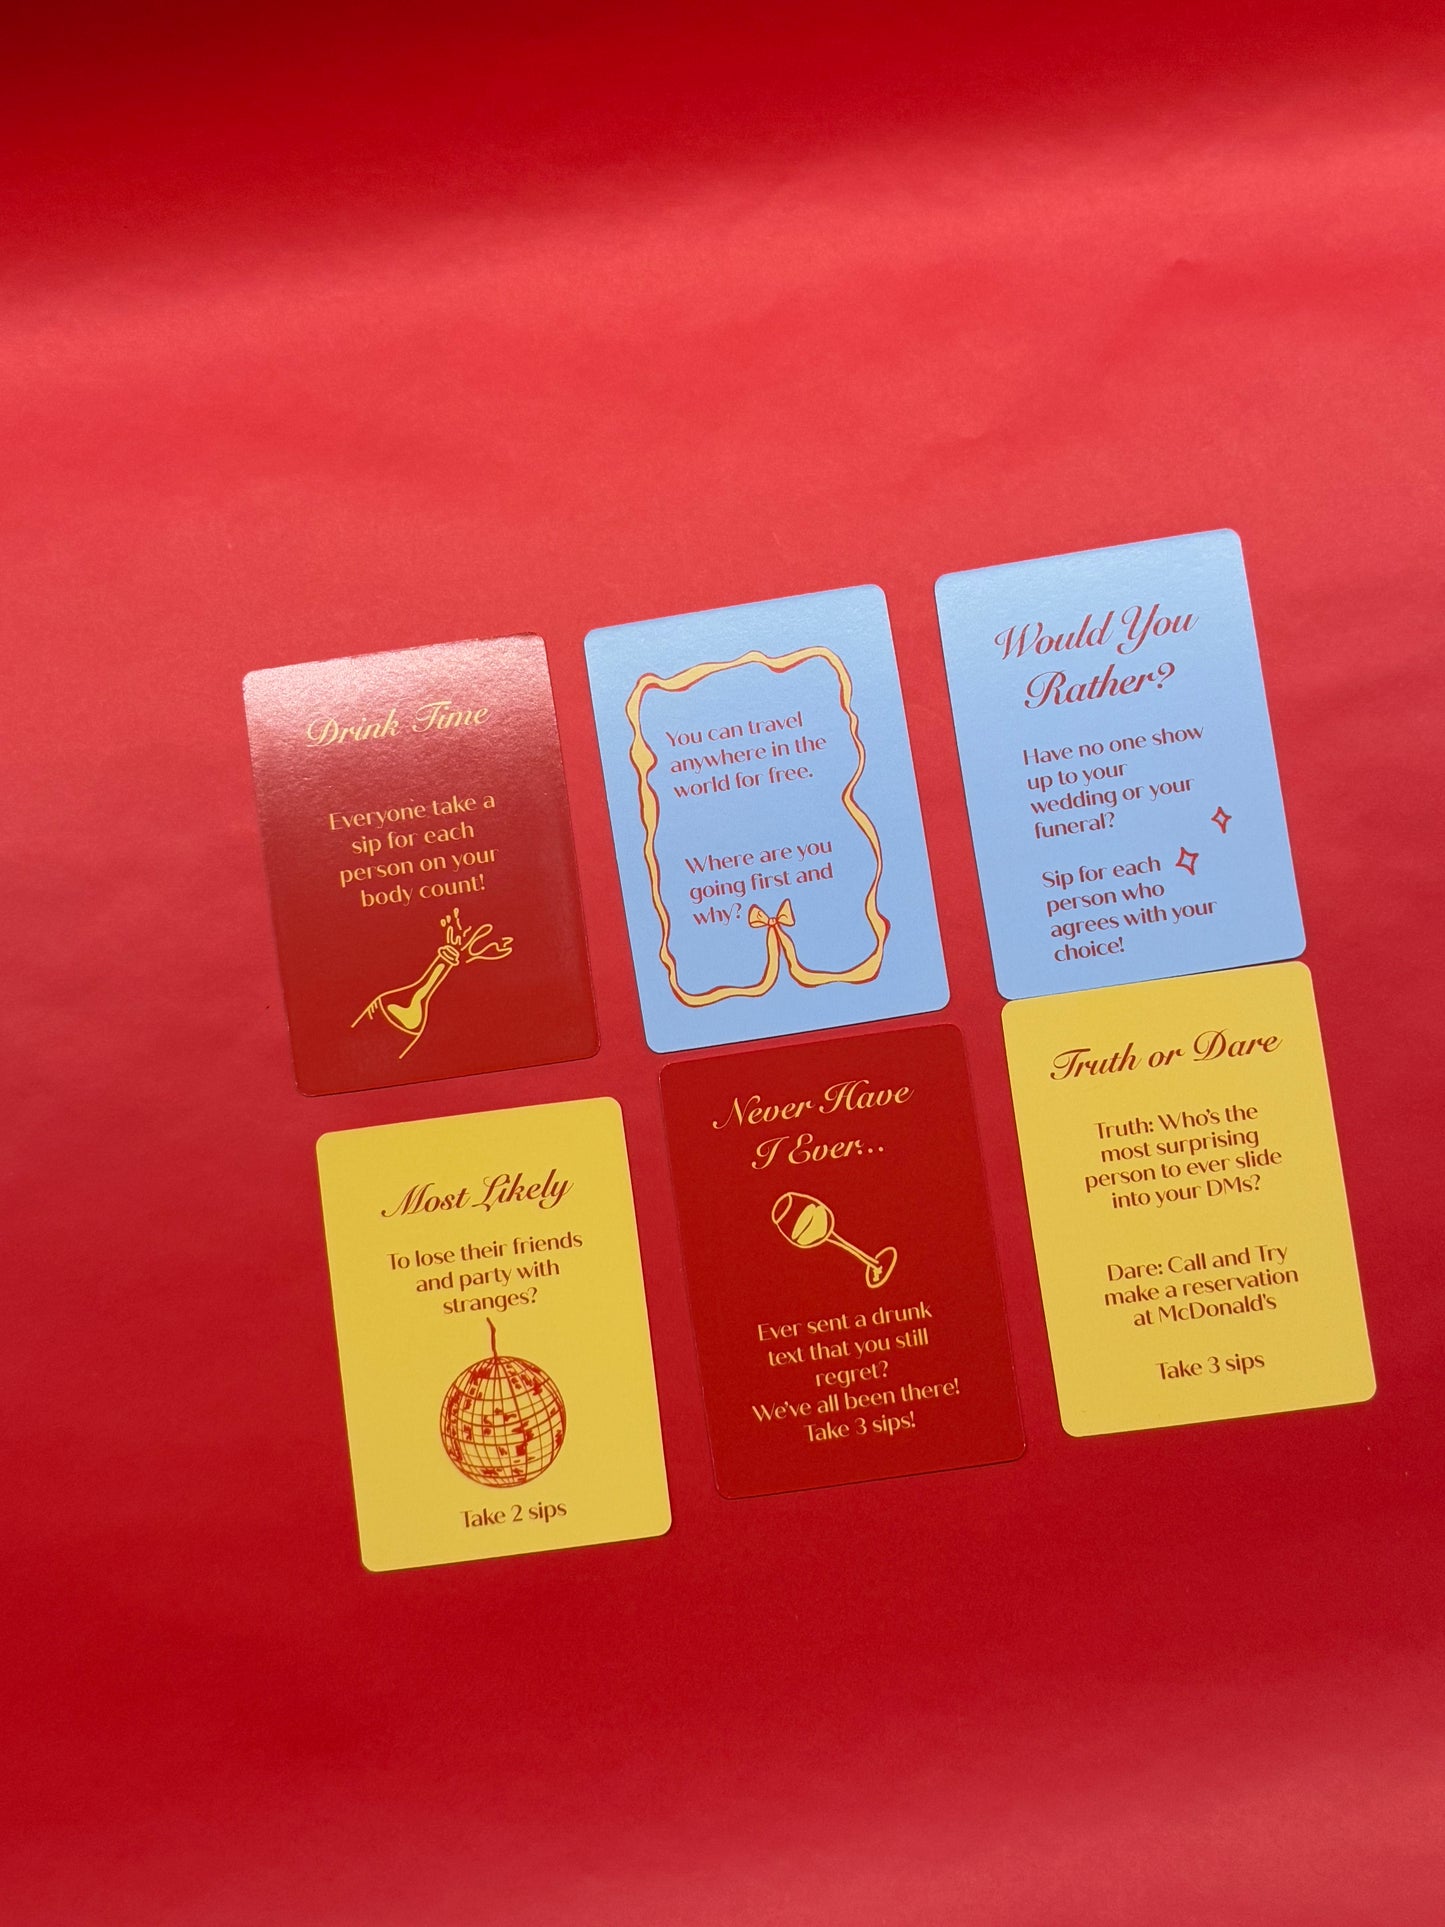 Drink Time
Everyone take a
sip for each
person on your
body count!
You can travel
anywhere in the
world for free.
Where are you
going first and
why?
Would You
Rather?
Have no one show
up to your
wedding or your
funeral?
Sip for each
person who
agrees with your
choice!
Most Likely
To lose their friends
and party with
stranges?
Take 2 sips
Never Have
I Ever...
Ever sent a drunk
text that you still
regret?
We've all been there!
Take 3 sips!
Truth or Dare
Truth: Who's the
most surprising
person to ever slide
into your DMs?
Dare: Call and Try
make a reservation
at McDonald's
Take 3 sips